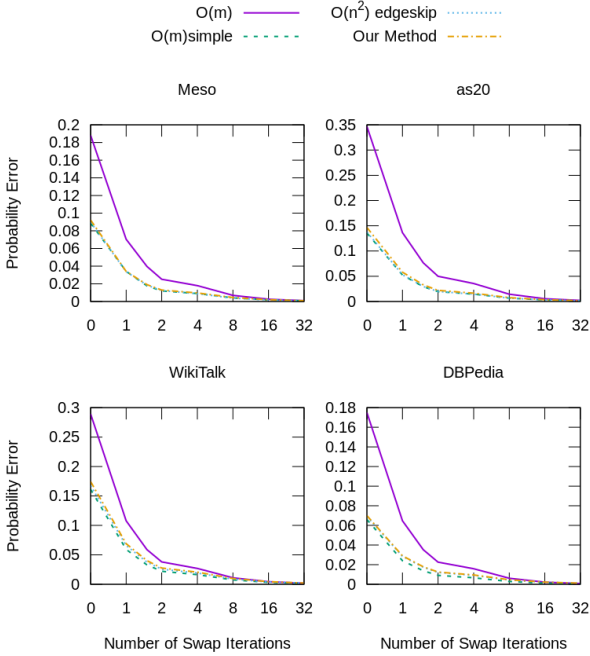 O(m)
O(n²) edgeskip
O(m)simple
Our Method
Meso
as20
Probability Error
0.2
0.18
0.16
0.14
0.12
0.1
0.08
0.06
0.04
0.02
0
0 1 2 4 8 16 32
0.35
0.3
0.25
0.2
0.15
0.1
0.05
0
0 1 2 4 8 16 32
WikiTalk
DBPedia
Probability Error
0.3
0.25
0.2
0.15
0.1
0.05
0
0 1 2 4 8 16 32
0.18
0.16
0.14
0.12
0.1
0.08
0.06
0.04
0.02
0
0 1 2 4 8 16 32
Number of Swap Iterations
Number of Swap Iterations